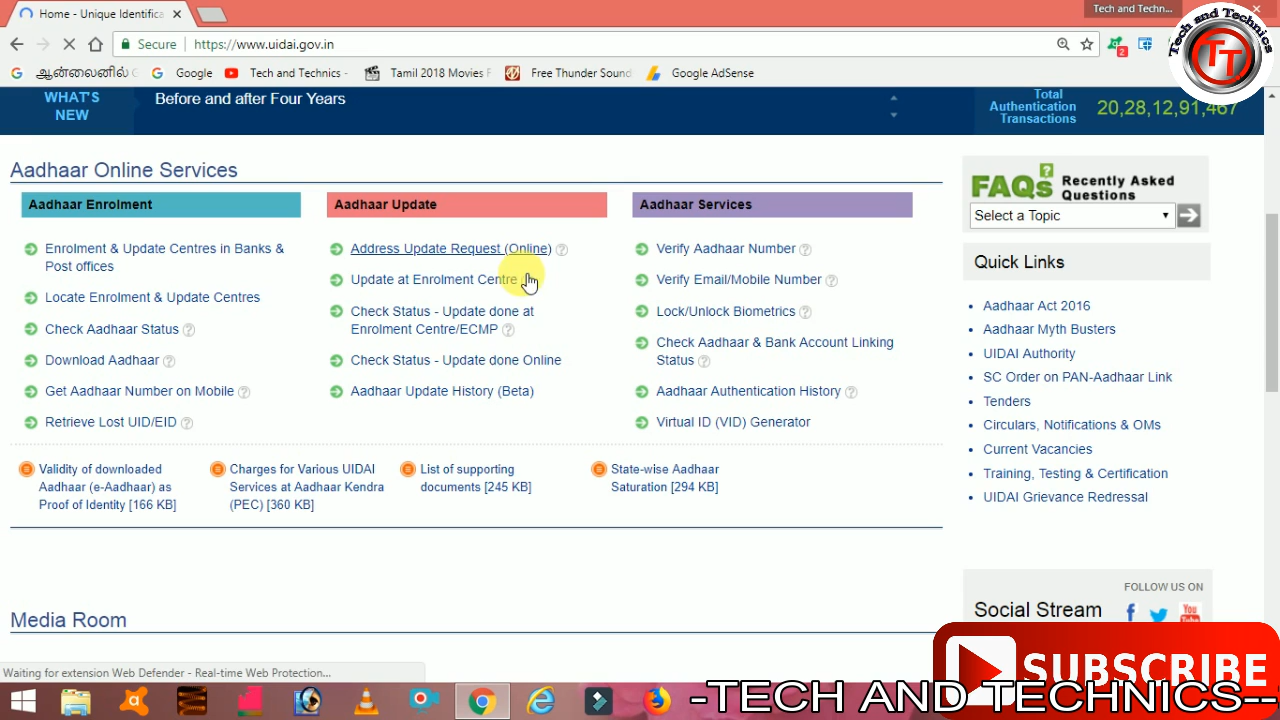 Home - Unique Identifica
Tech and Techn...
Tech and Technics
TT
Secure
https://www.uidai.gov.in
2
ஆன்லைனில்
Google
Tech and Technics -
Tamil 2018 Movies F
Free Thunder Sound
Google AdSense
WHAT'S
NEW
Before and after Four Years
Total
Authentication
Transactions
20,28,12,91,467
Aadhaar Online Services
Aadhaar Enrolment
Enrolment & Update Centres in Banks &
Post offices
Locate Enrolment & Update Centres
Check Aadhaar Status
Download Aadhaar
Get Aadhaar Number on Mobile
Retrieve Lost UID/EID
Aadhaar Update
Address Update Request (Online)
Update at Enrolment Centre
Check Status - Update done at
Enrolment Centre/ECMP
Check Status - Update done Online
Aadhaar Update History (Beta)
Aadhaar Services
Verify Aadhaar Number
Verify Email/Mobile Number
Lock/Unlock Biometrics
Check Aadhaar & Bank Account Linking
Status
Aadhaar Authentication History
Virtual ID (VID) Generator
Validity of downloaded
Aadhaar (e-Aadhaar) as
Proof of Identity [166 KB]
Charges for Various UIDAI
Services at Aadhaar Kendra
(PEC) [360 KB]
List of supporting
documents [245 KB]
State-wise Aadhaar
Saturation [294 KB]
FAQs
Recently Asked
Questions
Select a Topic
Quick Links
Aadhaar Act 2016
Aadhaar Myth Busters
UIDAI Authority
SC Order on PAN-Aadhaar Link
Tenders
Circulars, Notifications & OMs
Current Vacancies
Training, Testing & Certification
UIDAI Grievance Redressal
Media Room
FOLLOW US ON
Social Stream
You
Waiting for extension Web Defender - Real-time Web Protection...
SUBSCRIBE
-TECH AND TECHNICS--